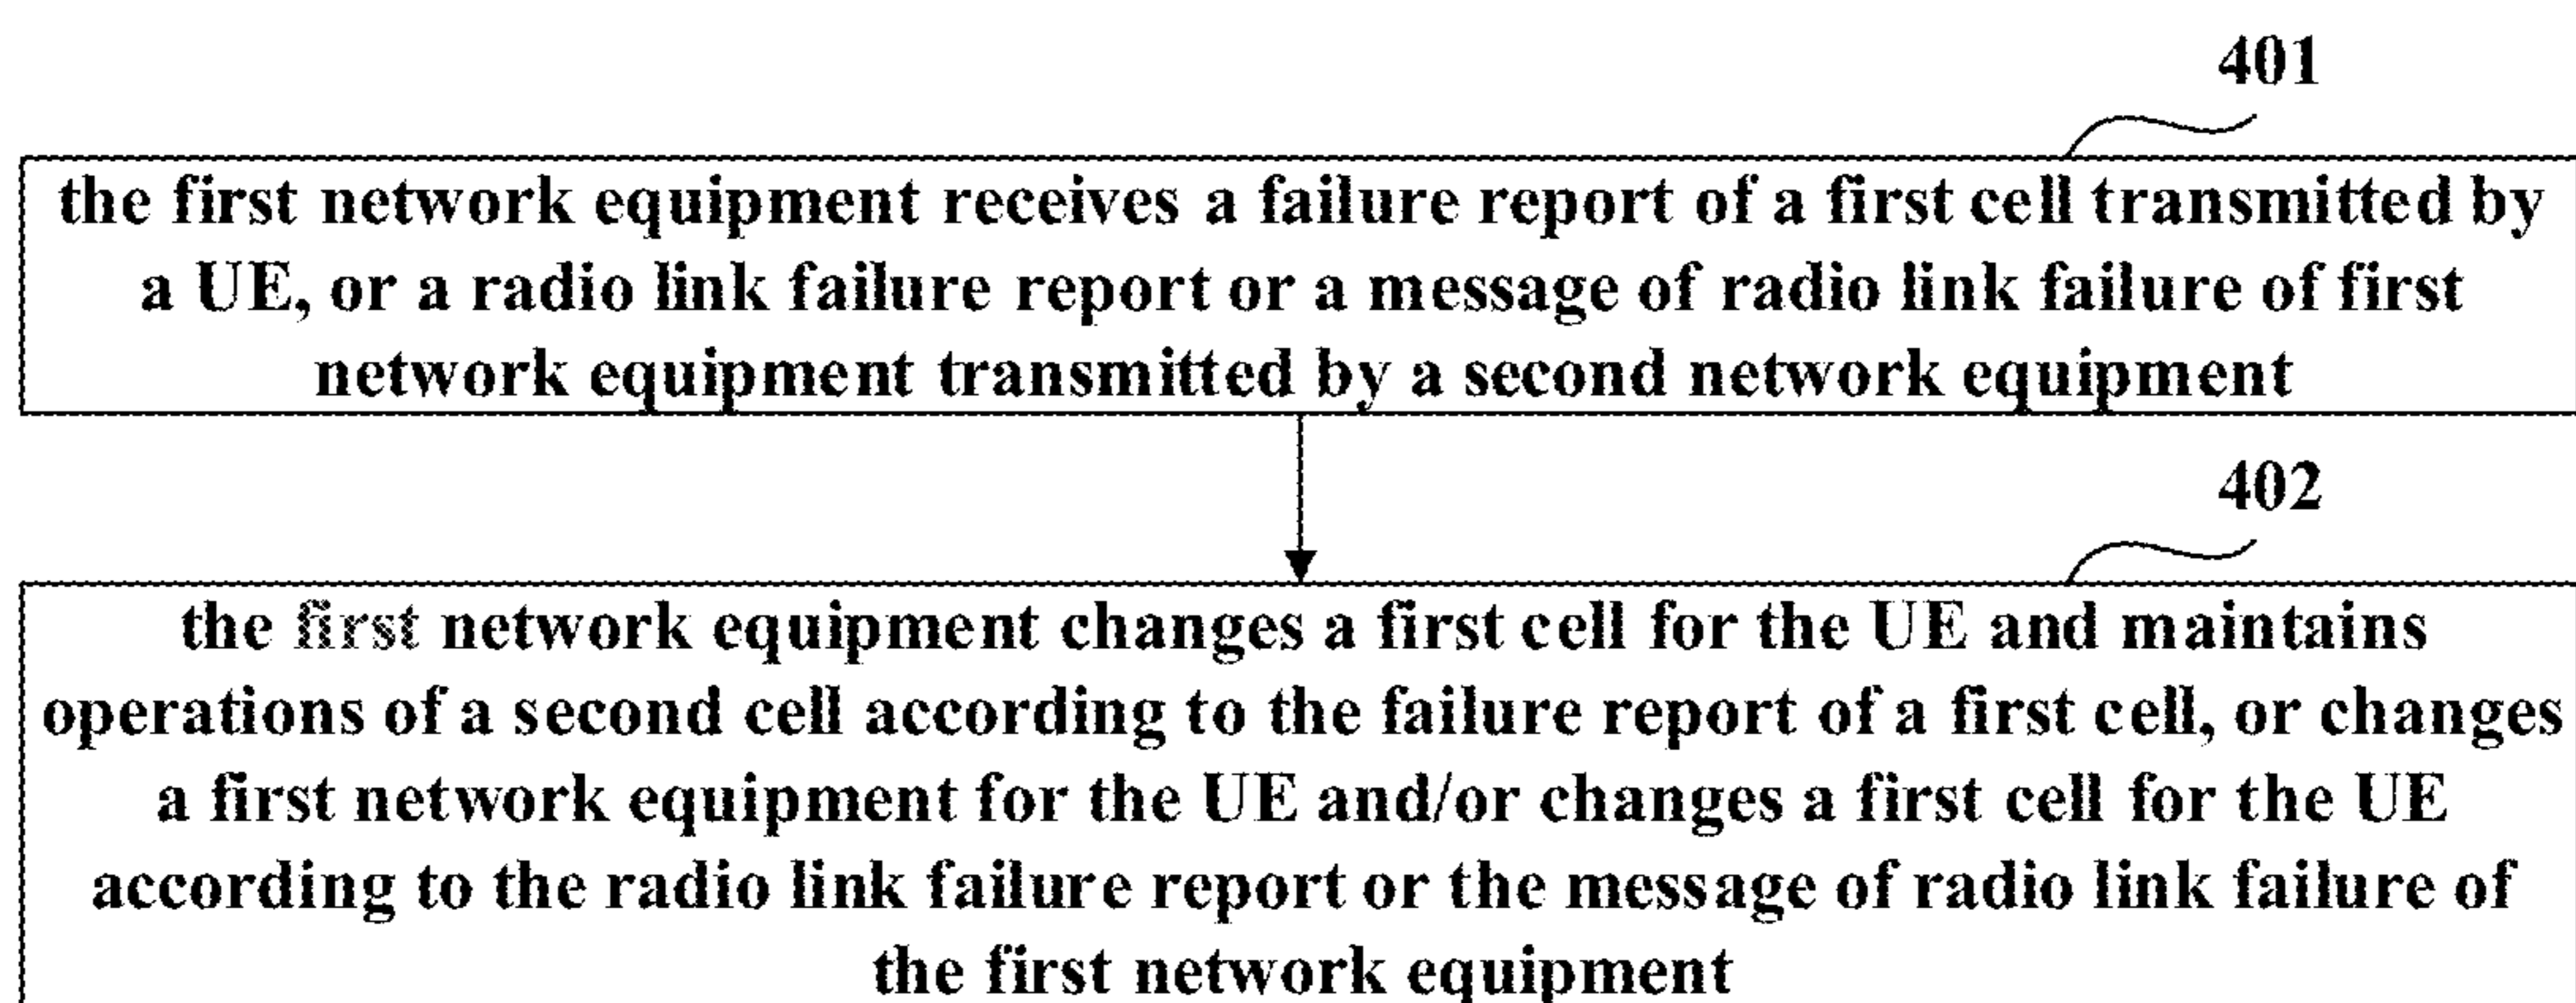 401
the first network equipment receives a failure report of a first cell transmitted by
a UE, or a radio link failure report or a message of radio link failure of first
network equipment transmitted by a second network equipment
402
the first network equipment changes a first cell for the UE and maintains
operations of a second cell according to the failure report of a first cell, or changes
a first network equipment for the UE and/or changes a first cell for the UE
according to the radio link failure report or the message of radio link failure of
the first network equipment